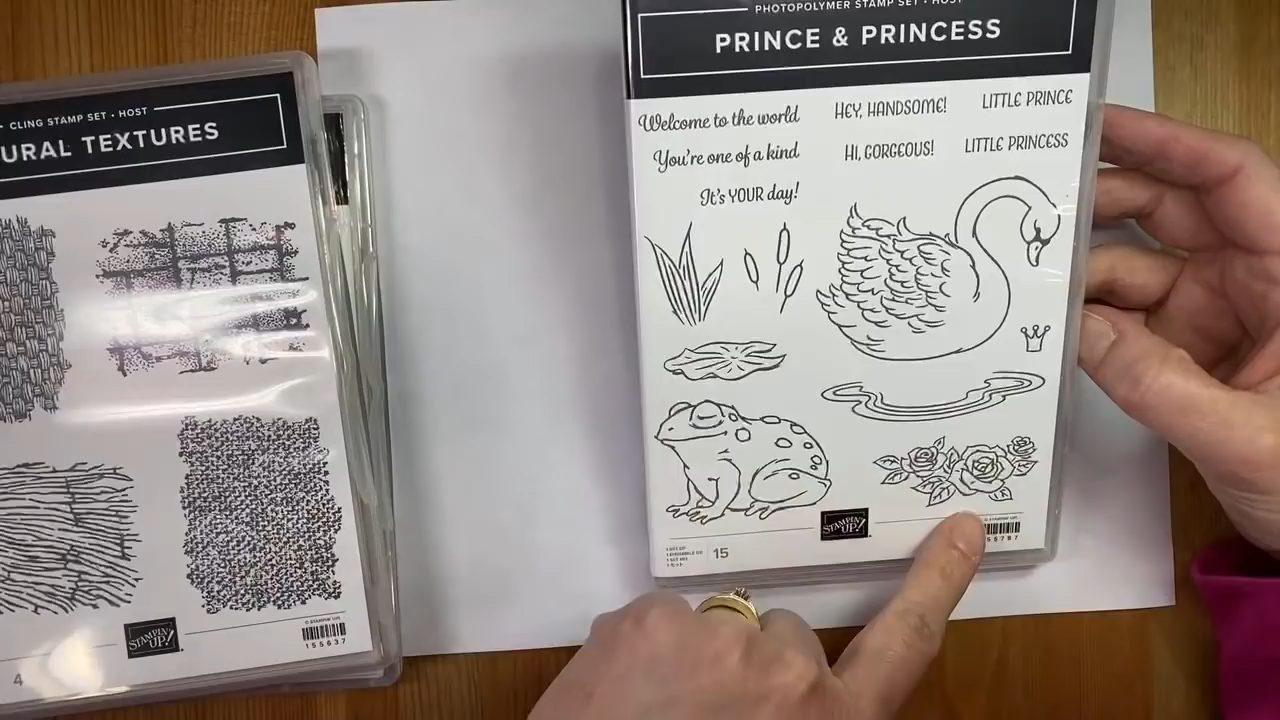 CLING STAMP SET • HOST
URAL TEXTURES
STAMPIN' UP!
© STAMPIN' UP!
155637
4
PHOTOPOLYMER STAMP SET • HOST
PRINCE & PRINCESS
Welcome to the world
HEY, HANDSOME!
LITTLE PRINCE
You're one of a kind
HI, GORGEOUS!
LITTLE PRINCESS
It's YOUR day!
STAMPIN' UP!
15